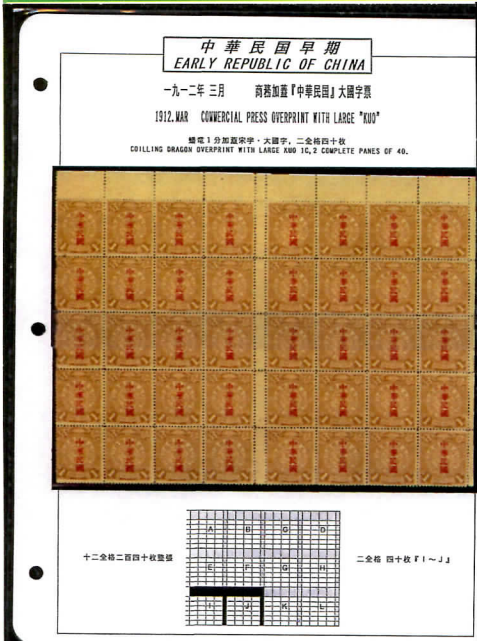 中華民国早期
EARLY REPUBLIC OF CHINA
一九一二年 三月 商務加蓋『中華民国』大國字票
1912.MAR COMMERCIAL PRESS OVERPRINT WITH LARGE "KUO"
蟠竜1分加蓋宋字・大國字，二全格四十枚
COILLING DRAGON OVERPRINT WITH LARGE KUO 1C, 2 COMPLETE PANES OF 40.
十二全格二百四十枚整張
A B C D
E F G H
I J K L
二全格 四十枚『I～J』